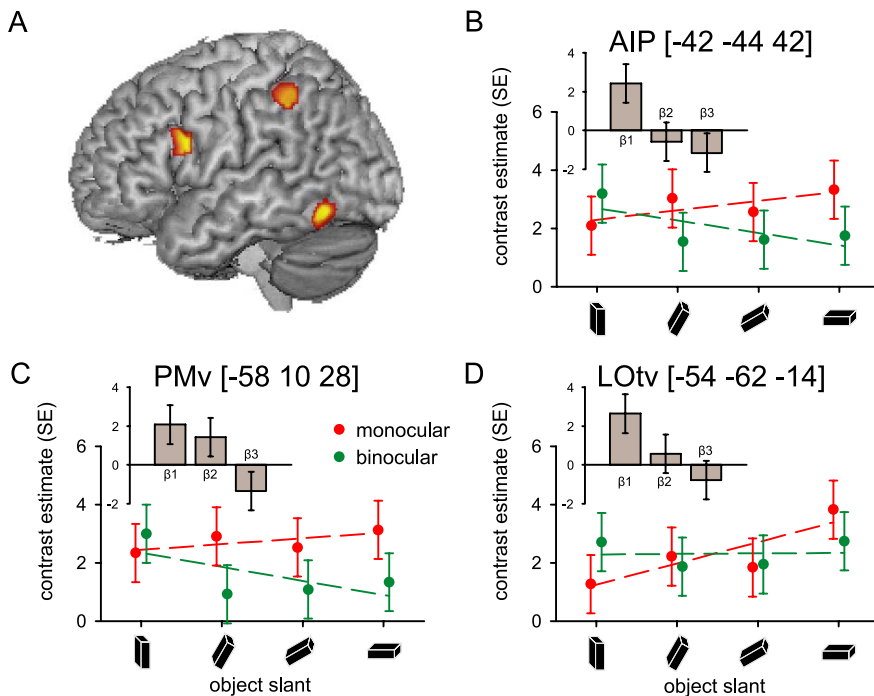 A
B
AIP [-42 -44 42]
contrast estimate (SE)
4
2
0
-2
β1
β2
β3
6
4
2
0
C
PMv [-58 10 28]
contrast estimate (SE)
4
2
0
-2
β1
β2
β3
monocular
binocular
6
4
2
0
object slant
D
LOtv [-54 -62 -14]
contrast estimate (SE)
4
2
0
-2
β1
β2
β3
6
4
2
0
object slant